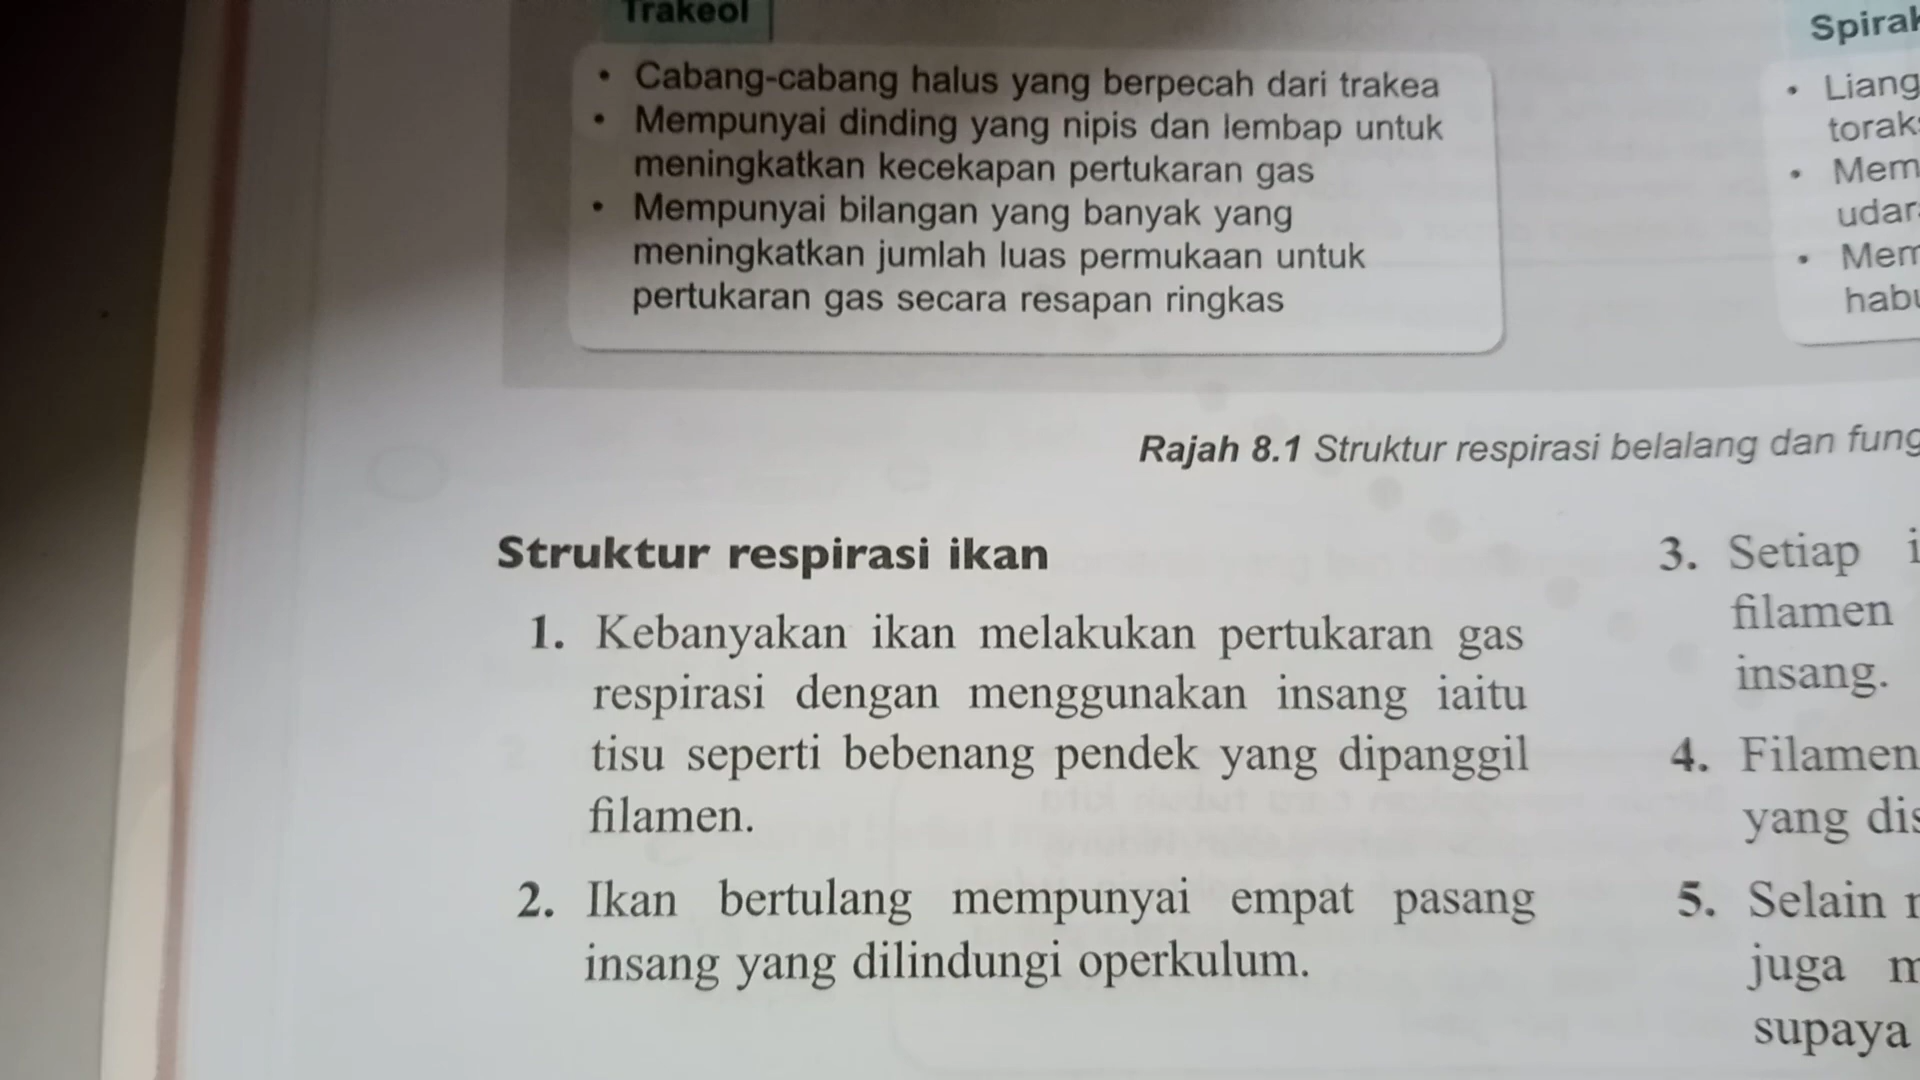 Trakeol
• Cabang-cabang halus yang berpecah dari trakea
• Mempunyai dinding yang nipis dan lembap untuk
meningkatkan kecekapan pertukaran gas
• Mempunyai bilangan yang banyak yang
meningkatkan jumlah luas permukaan untuk
pertukaran gas secara resapan ringkas
• Liang
Rajah 8.1 Struktur respirasi belalang dan
Struktur respirasi ikan
1. Kebanyakan ikan melakukan pertukaran gas
respirasi dengan menggunakan insang iaitu
tisu seperti bebenang pendek yang dipanggil
filamen.
2. Ikan bertulang mempunyai empat pasang
insang yang dilindungi operkulum.
3. Setiap
filamen
insang.
4. Filamen
yang
5. Selain
juga
supaya